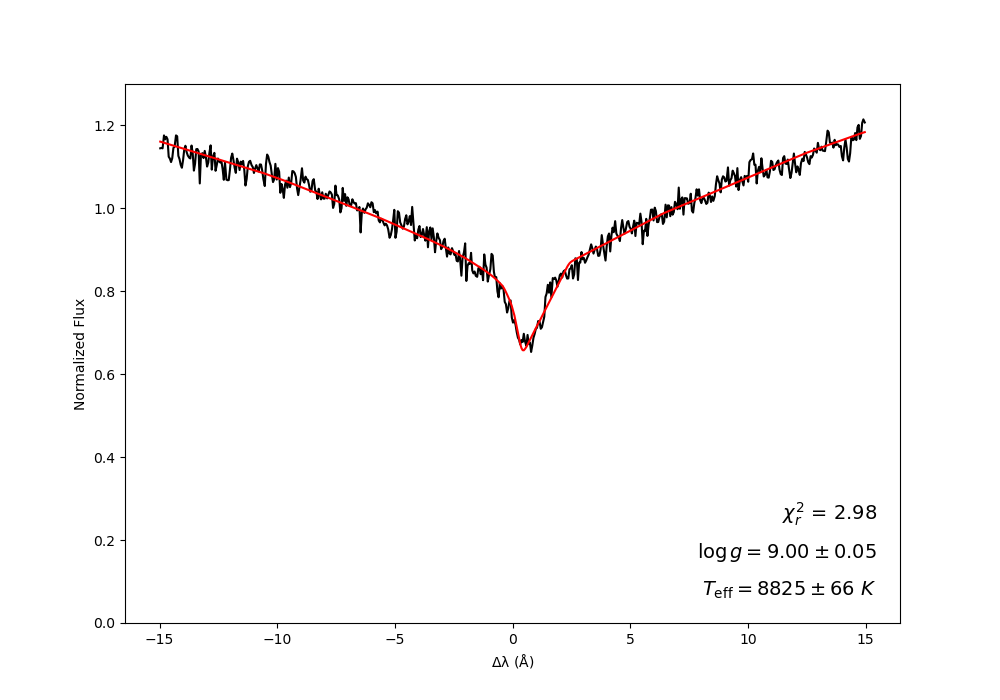 1.2
1.0
0.8
0.6
0.4
0.2
0.0
Normalized Flux
−15
−10
−5
0
5
10
15
Δλ (Å)
χ²ᵣ = 2.98
log g = 9.00 ± 0.05
T_eff = 8825 ± 66 K